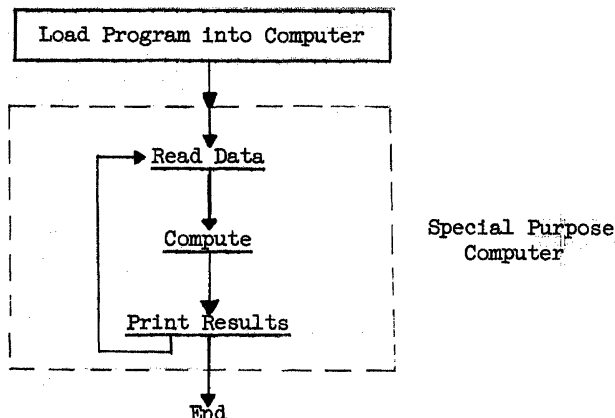 Load Program into Computer
Read Data
Compute
Special Purpose
Computer
Print Results
End